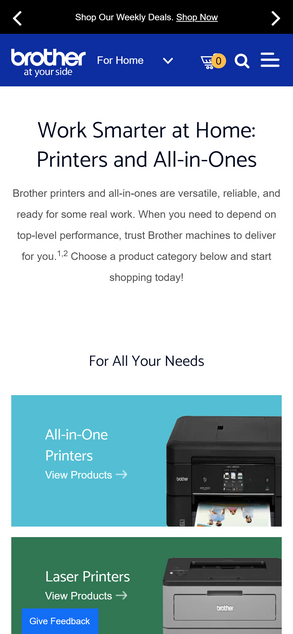 Shop Our Weekly Deals. Shop Now
brother
at your side
For Home
0
Work Smarter at Home:
Printers and All-in-Ones
Brother printers and all-in-ones are versatile, reliable, and
ready for some real work. When you need to depend on
top-level performance, trust Brother machines to deliver
for you.1,2 Choose a product category below and start
shopping today!
For All Your Needs
All-in-One
Printers
View Products →
brother
Laser Printers
View Products →
brother
Give Feedback